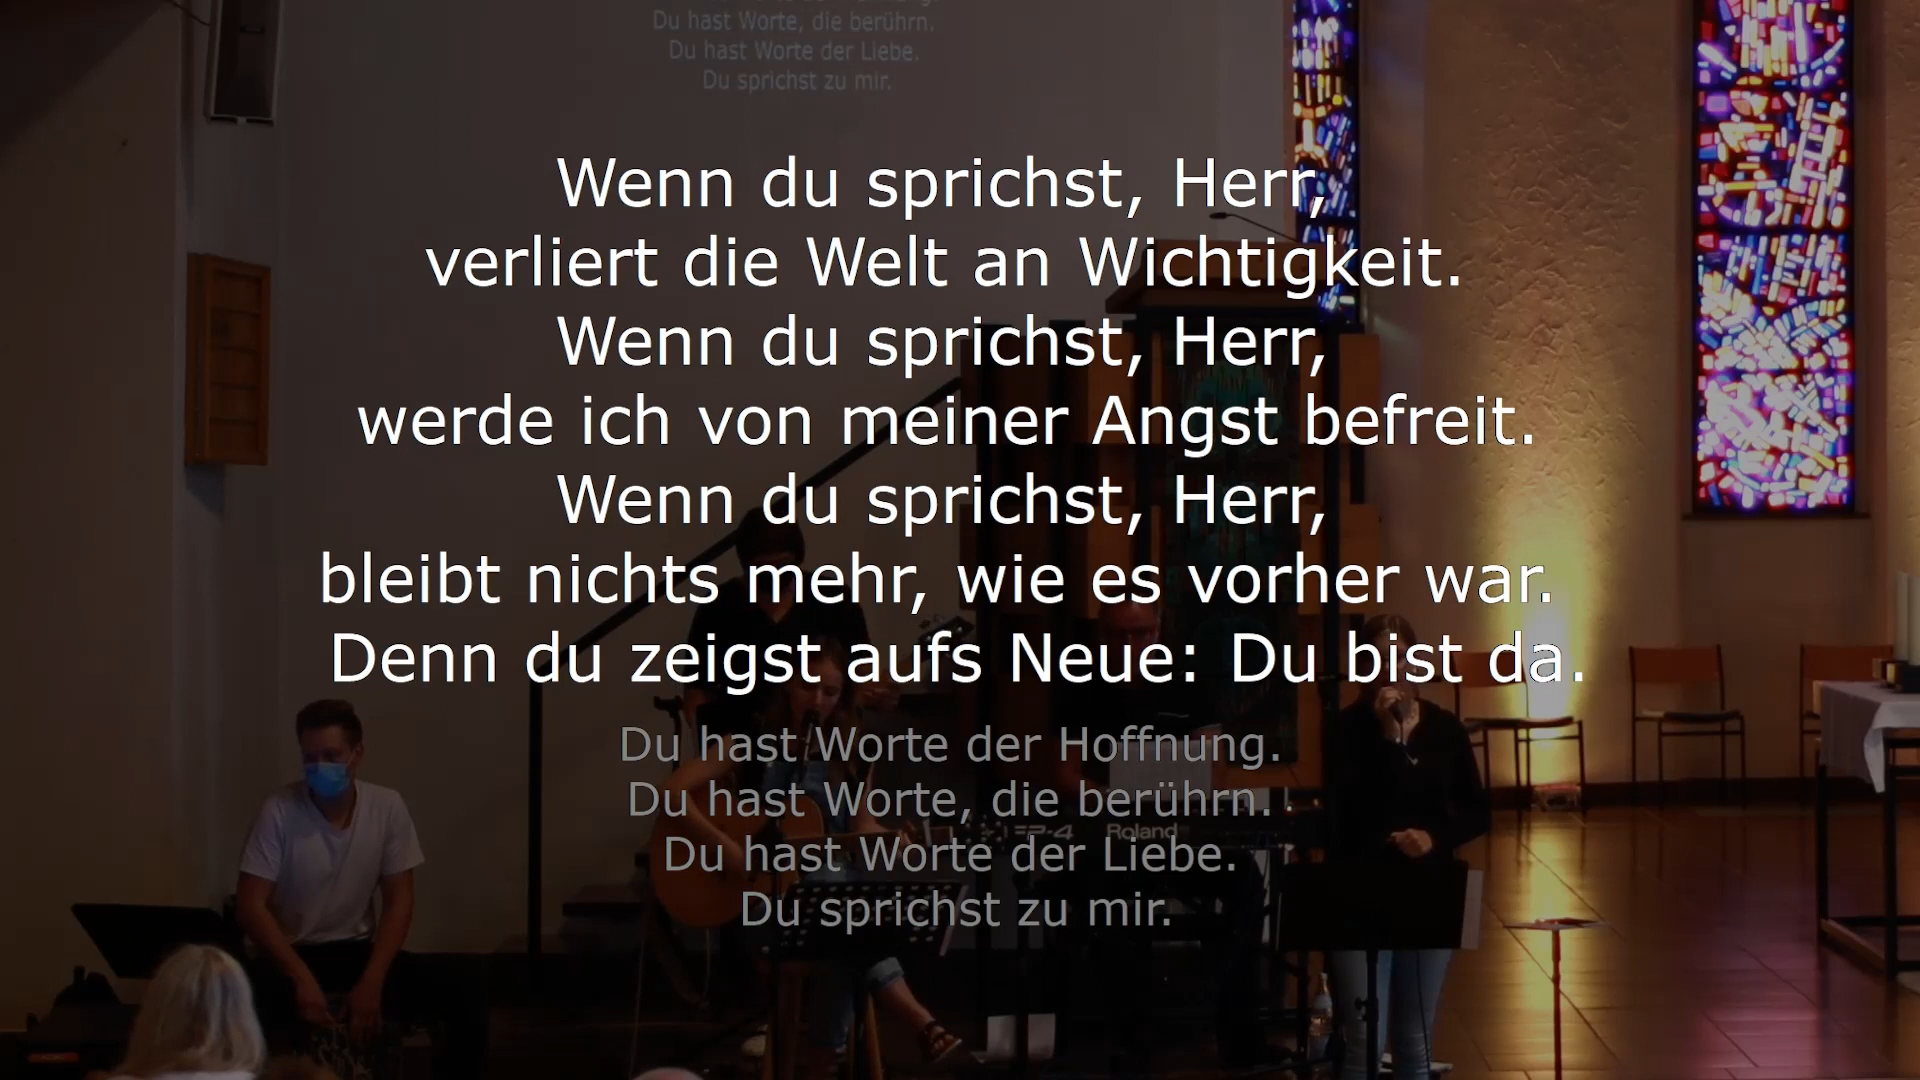 Du hast Worte, die berührn.
Du hast Worte der Liebe.
Du sprichst zu mir.
Wenn du sprichst, Herr,
verliert die Welt an Wichtigkeit.
Wenn du sprichst, Herr,
werde ich von meiner Angst befreit.
Wenn du sprichst, Herr,
bleibt nichts mehr, wie es vorher war.
Denn du zeigst aufs Neue: Du bist da.
Du hast Worte der Hoffnung.
Du hast Worte, die berührn.
Du hast Worte der Liebe.
Du sprichst zu mir.
Roland